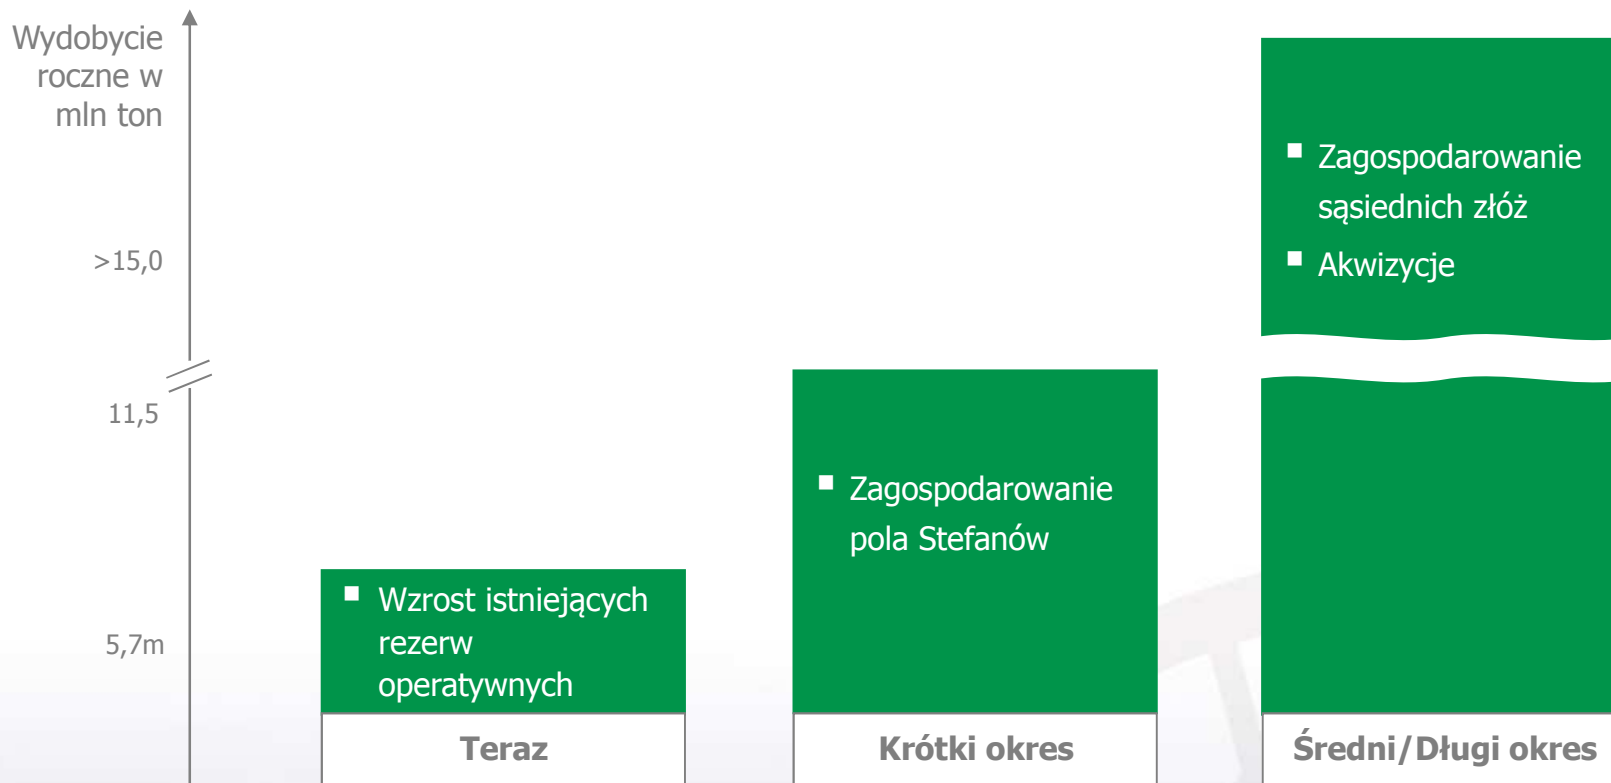 Wydobycie
roczne w
mln ton
>15,0
11,5
5,7m
Zagospodarowanie
sąsiednich złóż
Akwizycje
Zagospodarowanie
pola Stefanów
Wzrost istniejących
rezerw
operatywnych
Teraz
Krótki okres
Średni/Długi okres